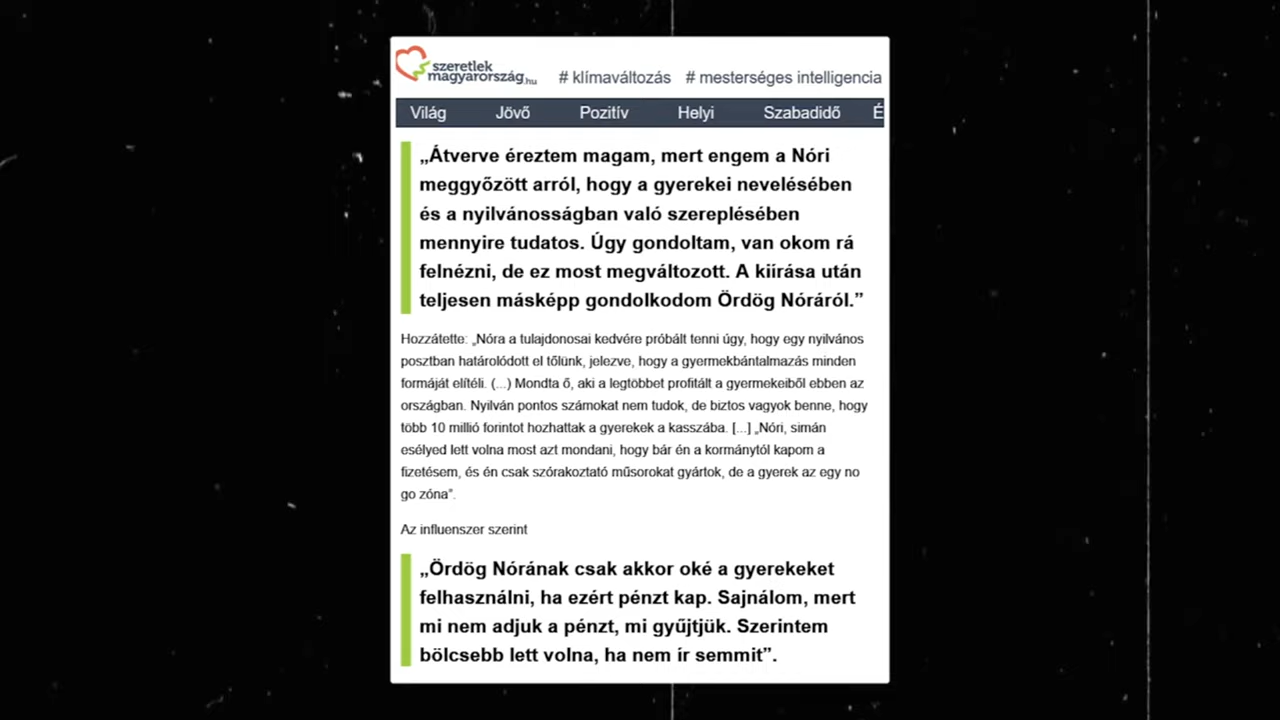 szeretlek
magyarország.hu
# klímaváltozás # mesterséges intelligencia
Világ Jövő Pozitív Helyi Szabadidő É
„Átverve éreztem magam, mert engem a Nóri
meggyőzött arról, hogy a gyerekei nevelésében
és a nyilvánosságban való szereplésében
mennyire tudatos. Úgy gondoltam, van okom rá
felnézni, de ez most megváltozott. A kiírása után
teljesen másképp gondolkodom Ördög Nóráról.”
Hozzátette: „Nóra a tulajdonosai kedvére próbált tenni úgy, hogy egy nyilvános
posztban határolódott el tőlünk, jelezve, hogy a gyermekbántalmazás minden
formáját elítéli. (...) Mondta ő, aki a legtöbbet profitált a gyermekeiből ebben az
országban. Nyilván pontos számokat nem tudok, de biztos vagyok benne, hogy
több 10 millió forintot hozhattak a gyerekek a kasszába. [...] „Nóri, simán
esélyed lett volna most azt mondani, hogy bár én a kormánytól kapom a
fizetésem, és én csak szórakoztató műsorokat gyártok, de a gyerek az egy no
go zóna”.
Az influenszer szerint
„Ördög Nórának csak akkor oké a gyerekeket
felhasználni, ha ezért pénzt kap. Sajnálom, mert
mi nem adjuk a pénzt, mi gyűjtjük. Szerintem
bölcsebb lett volna, ha nem ír semmit”.